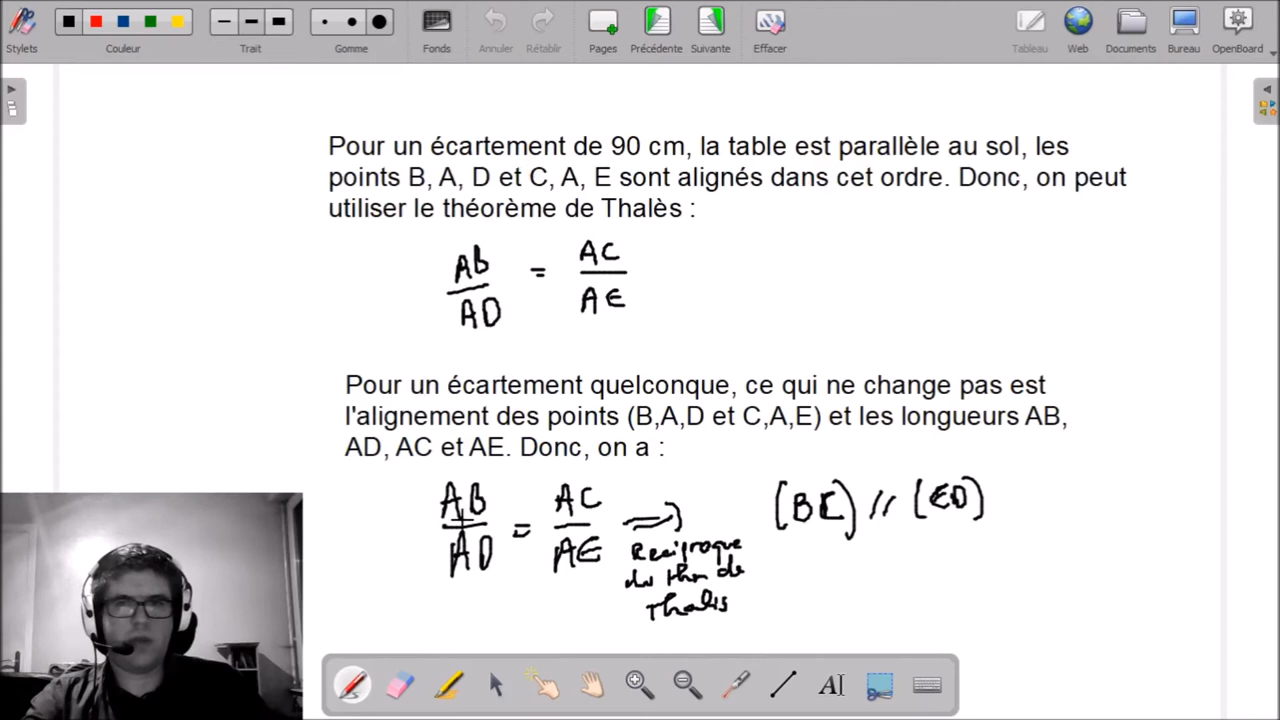 Stylets
Couleur
Trait
Gomme
Fonds
Annuler
Rétablir
Pages
Précédente
Suivante
Effacer
Tableau
Web
Documents
Bureau
OpenBoard
Pour un écartement de 90 cm, la table est parallèle au sol, les
points B, A, D et C, A, E sont alignés dans cet ordre. Donc, on peut
utiliser le théorème de Thalès :
AB = AC
AD AE
Pour un écartement quelconque, ce qui ne change pas est
l'alignement des points (B,A,D et C,A,E) et les longueurs AB,
AD, AC et AE. Donc, on a :
AB = AC ⇒ (BC) // (ED)
AD AE
Reciproque
du thm de
Thalès
AI